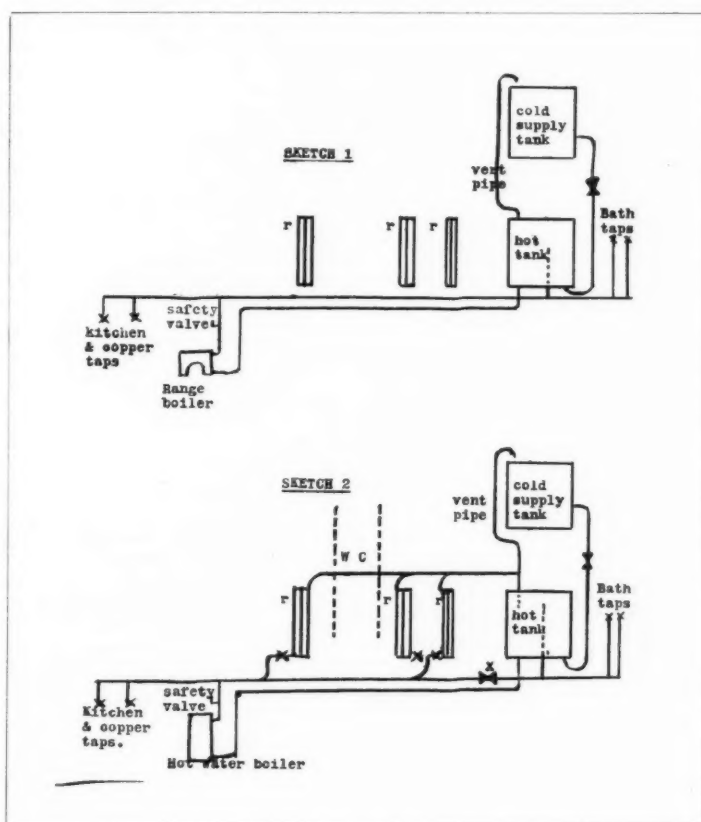 SKETCH 1
cold
supply
tank
vent
pipe
Bath
taps
r
r
r
hot
tank
safety
valve
kitchen
& copper
taps
Range
boiler
SKETCH 2
cold
supply
tank
vent
pipe
W C
Bath
taps
r
r
r
hot
tank
x
safety
valve
Kitchen
& copper
taps.
Hot water boiler